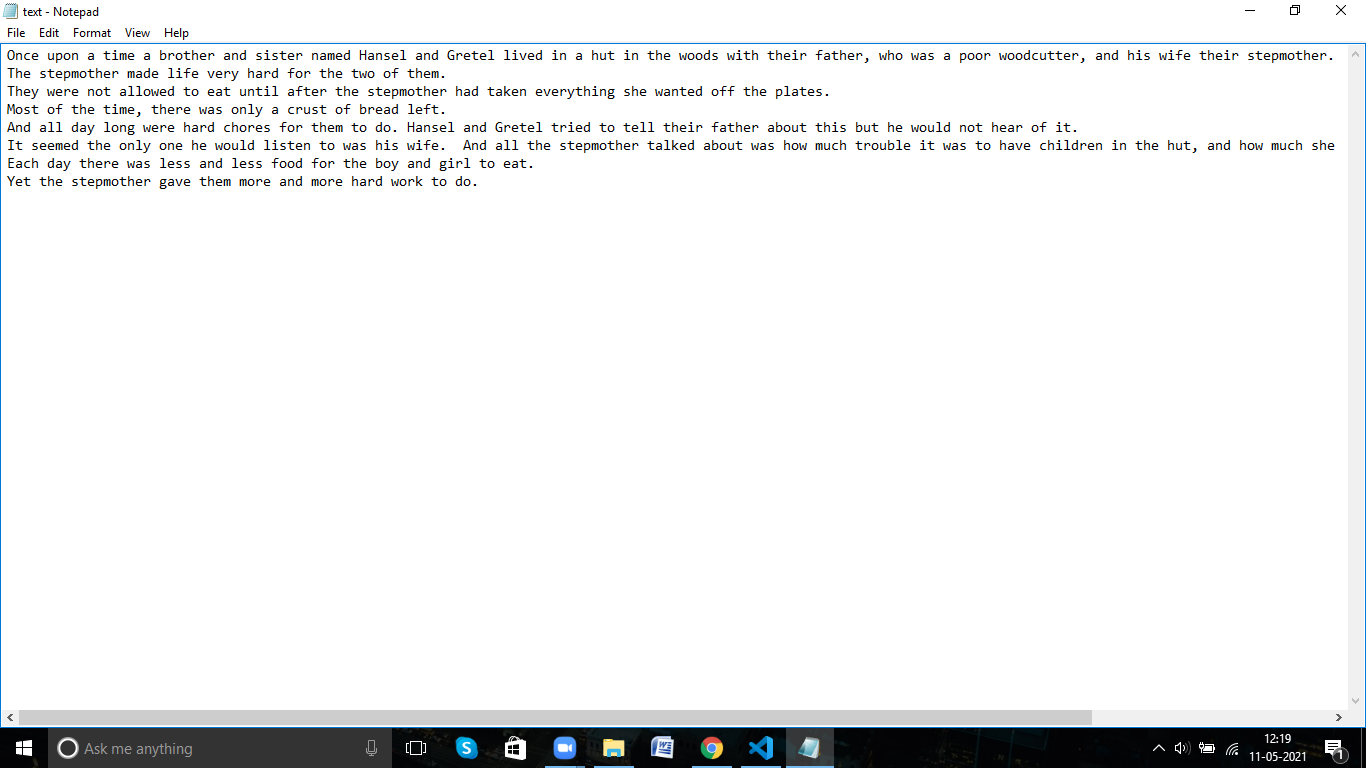 text - Notepad
File Edit Format View Help
Once upon a time a brother and sister named Hansel and Gretel lived in a hut in the woods with their father, who was a poor woodcutter, and his wife their stepmother.
The stepmother made life very hard for the two of them.
They were not allowed to eat until after the stepmother had taken everything she wanted off the plates.
Most of the time, there was only a crust of bread left.
And all day long were hard chores for them to do. Hansel and Gretel tried to tell their father about this but he would not hear of it.
It seemed the only one he would listen to was his wife.  And all the stepmother talked about was how much trouble it was to have children in the hut, and how much she
Each day there was less and less food for the boy and girl to eat.
Yet the stepmother gave them more and more hard work to do.
Ask me anything
12:19
11-05-2021
1